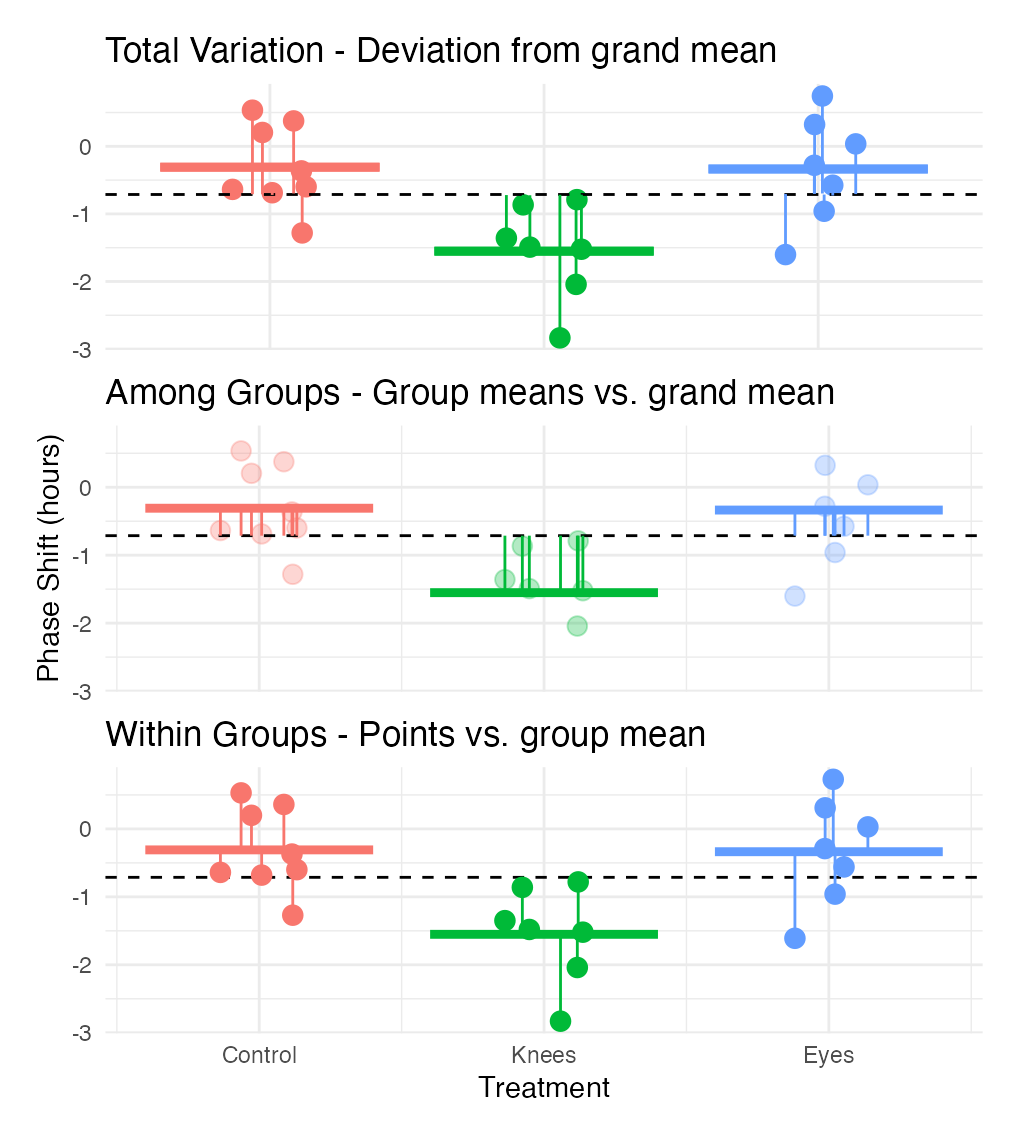 Total Variation - Deviation from grand mean
0
-1
-2
-3
Among Groups - Group means vs. grand mean
Phase Shift (hours)
0
-1
-2
-3
Within Groups - Points vs. group mean
0
-1
-2
-3
Control Knees Eyes
Treatment